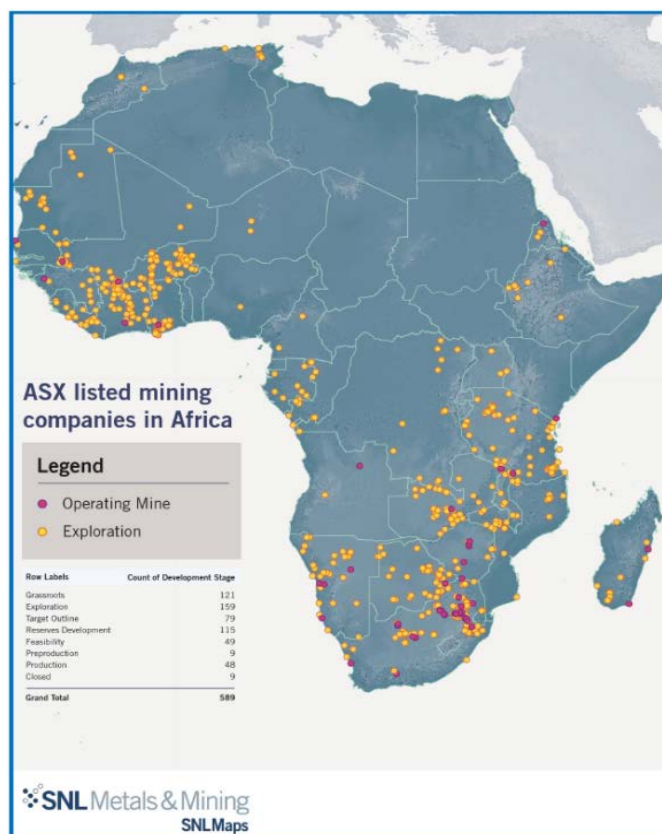 ASX listed mining
companies in Africa
Legend
Operating Mine
Exploration
Row Labels Count of Development Stage
Grassroots 121
Exploration 159
Target Outline 79
Reserves Development 115
Feasibility 49
Preproduction 9
Production 48
Closed 9
Grand Total 589
SNL Metals & Mining
SNLMaps